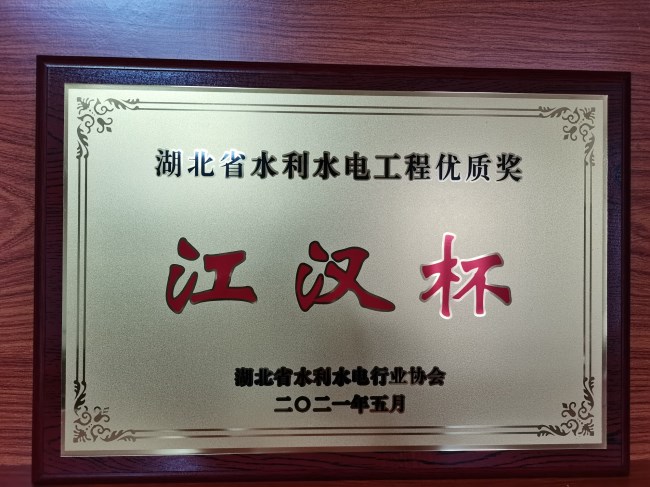 湖北省水利水电工程优质奖
江汉杯
湖北省水利水电行业协会
二〇二一年五月